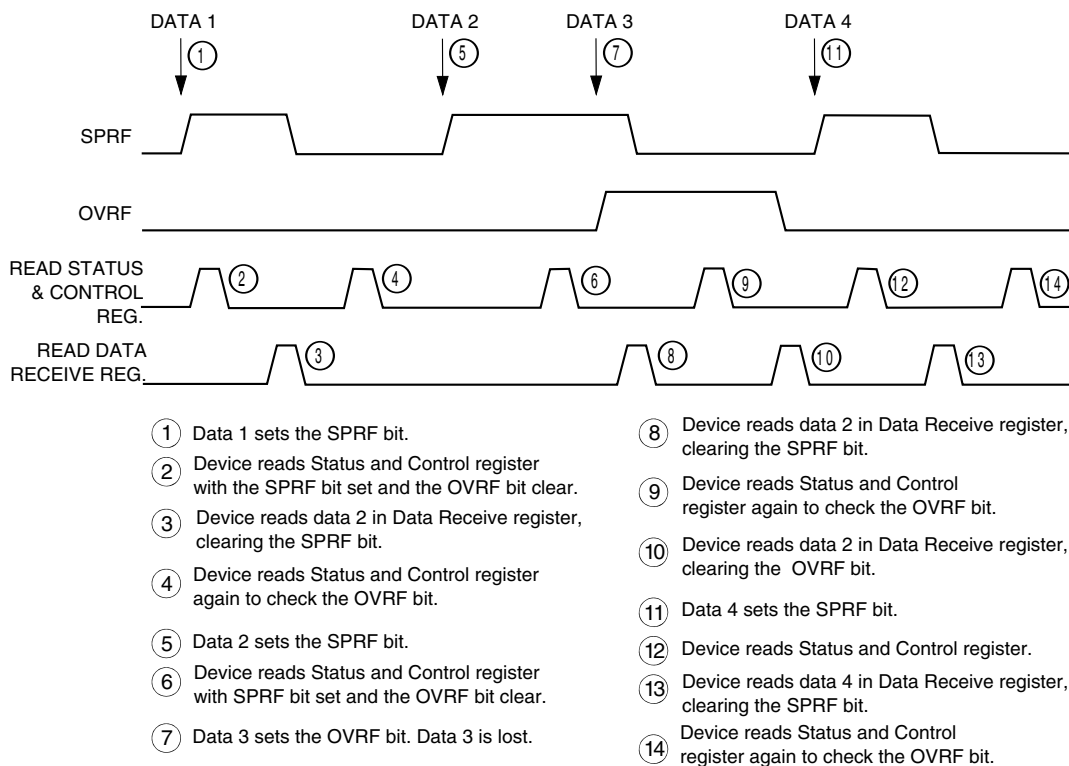 DATA 1 DATA 2 DATA 3 DATA 4
1 5 7 11
SPRF
OVRF
READ STATUS
& CONTROL
REG.
2 4 6 9 12 14
READ DATA
RECEIVE REG.
3 8 10 13
1 Data 1 sets the SPRF bit.
2 Device reads Status and Control register
with the SPRF bit set and the OVRF bit clear.
3 Device reads data 2 in Data Receive register,
clearing the SPRF bit.
4 Device reads Status and Control register
again to check the OVRF bit.
5 Data 2 sets the SPRF bit.
6 Device reads Status and Control register
with SPRF bit set and the OVRF bit clear.
7 Data 3 sets the OVRF bit. Data 3 is lost.
8 Device reads data 2 in Data Receive register,
clearing the SPRF bit.
9 Device reads Status and Control
register again to check the OVRF bit.
10 Device reads data 2 in Data Receive register,
clearing the OVRF bit.
11 Data 4 sets the SPRF bit.
12 Device reads Status and Control register.
13 Device reads data 4 in Data Receive register,
clearing the SPRF bit.
14 Device reads Status and Control
register again to check the OVRF bit.